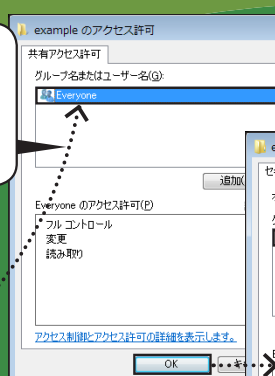 example のアクセス許可
共有アクセス許可
グループ名またはユーザー名(G):
Everyone
追加(
Everyone のアクセス許可(P)
フル コントロール
変更
読み取り
アクセス制御とアクセス許可の詳細を表示します。
OK
キ
e
セ